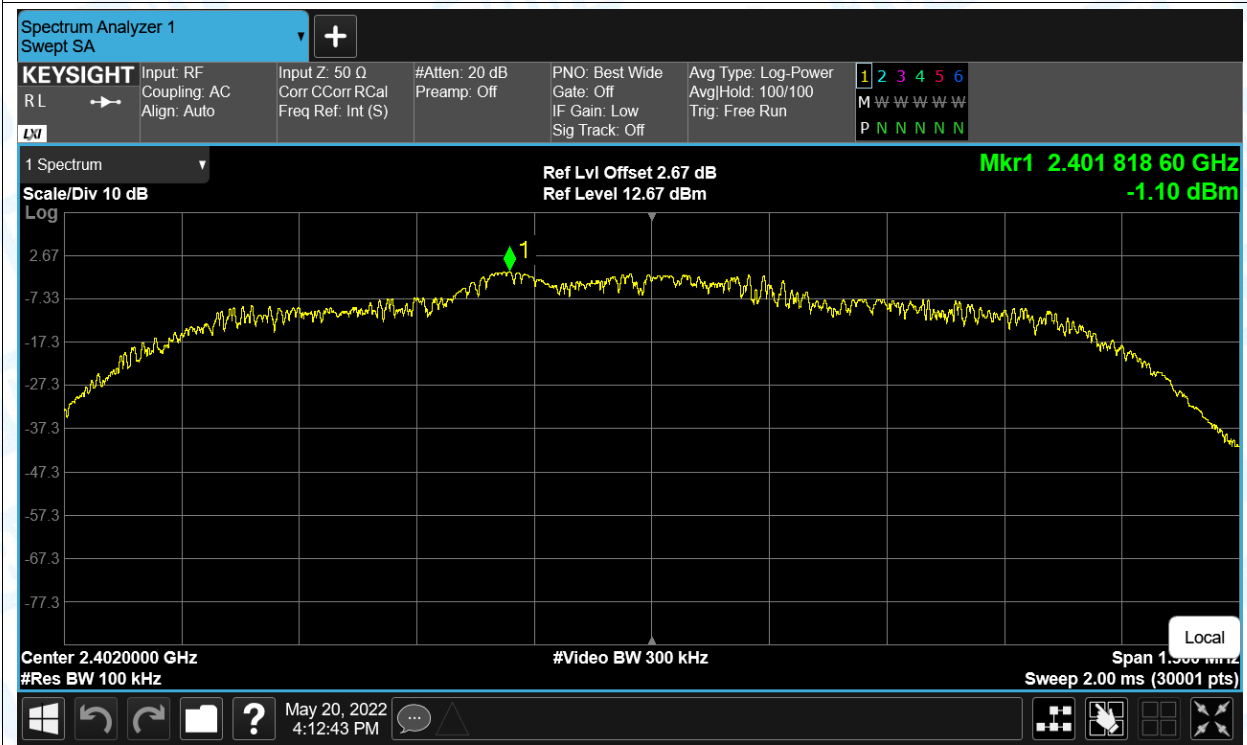 Spectrum Analyzer 1
Swept SA
KEYSIGHT
R L
LXI
Input: RF
Coupling: AC
Align: Auto
Input Z: 50 Ω
Corr CCorr RCal
Freq Ref: Int (S)
#Atten: 20 dB
Preamp: Off
PNO: Best Wide
Gate: Off
IF Gain: Low
Sig Track: Off
Avg Type: Log-Power
Avg|Hold: 100/100
Trig: Free Run
1 2 3 4 5 6
M W W W W W
P N N N N N
1 Spectrum
Scale/Div 10 dB
Log
Ref Lvl Offset 2.67 dB
Ref Level 12.67 dBm
Mkr1 2.401 818 60 GHz
-1.10 dBm
1
2.67
-7.33
-17.3
-27.3
-37.3
-47.3
-57.3
-67.3
-77.3
Local
Center 2.4020000 GHz
#Video BW 300 kHz
Span
#Res BW 100 kHz
Sweep 2.00 ms (30001 pts)
?
May 20, 2022
4:12:43 PM